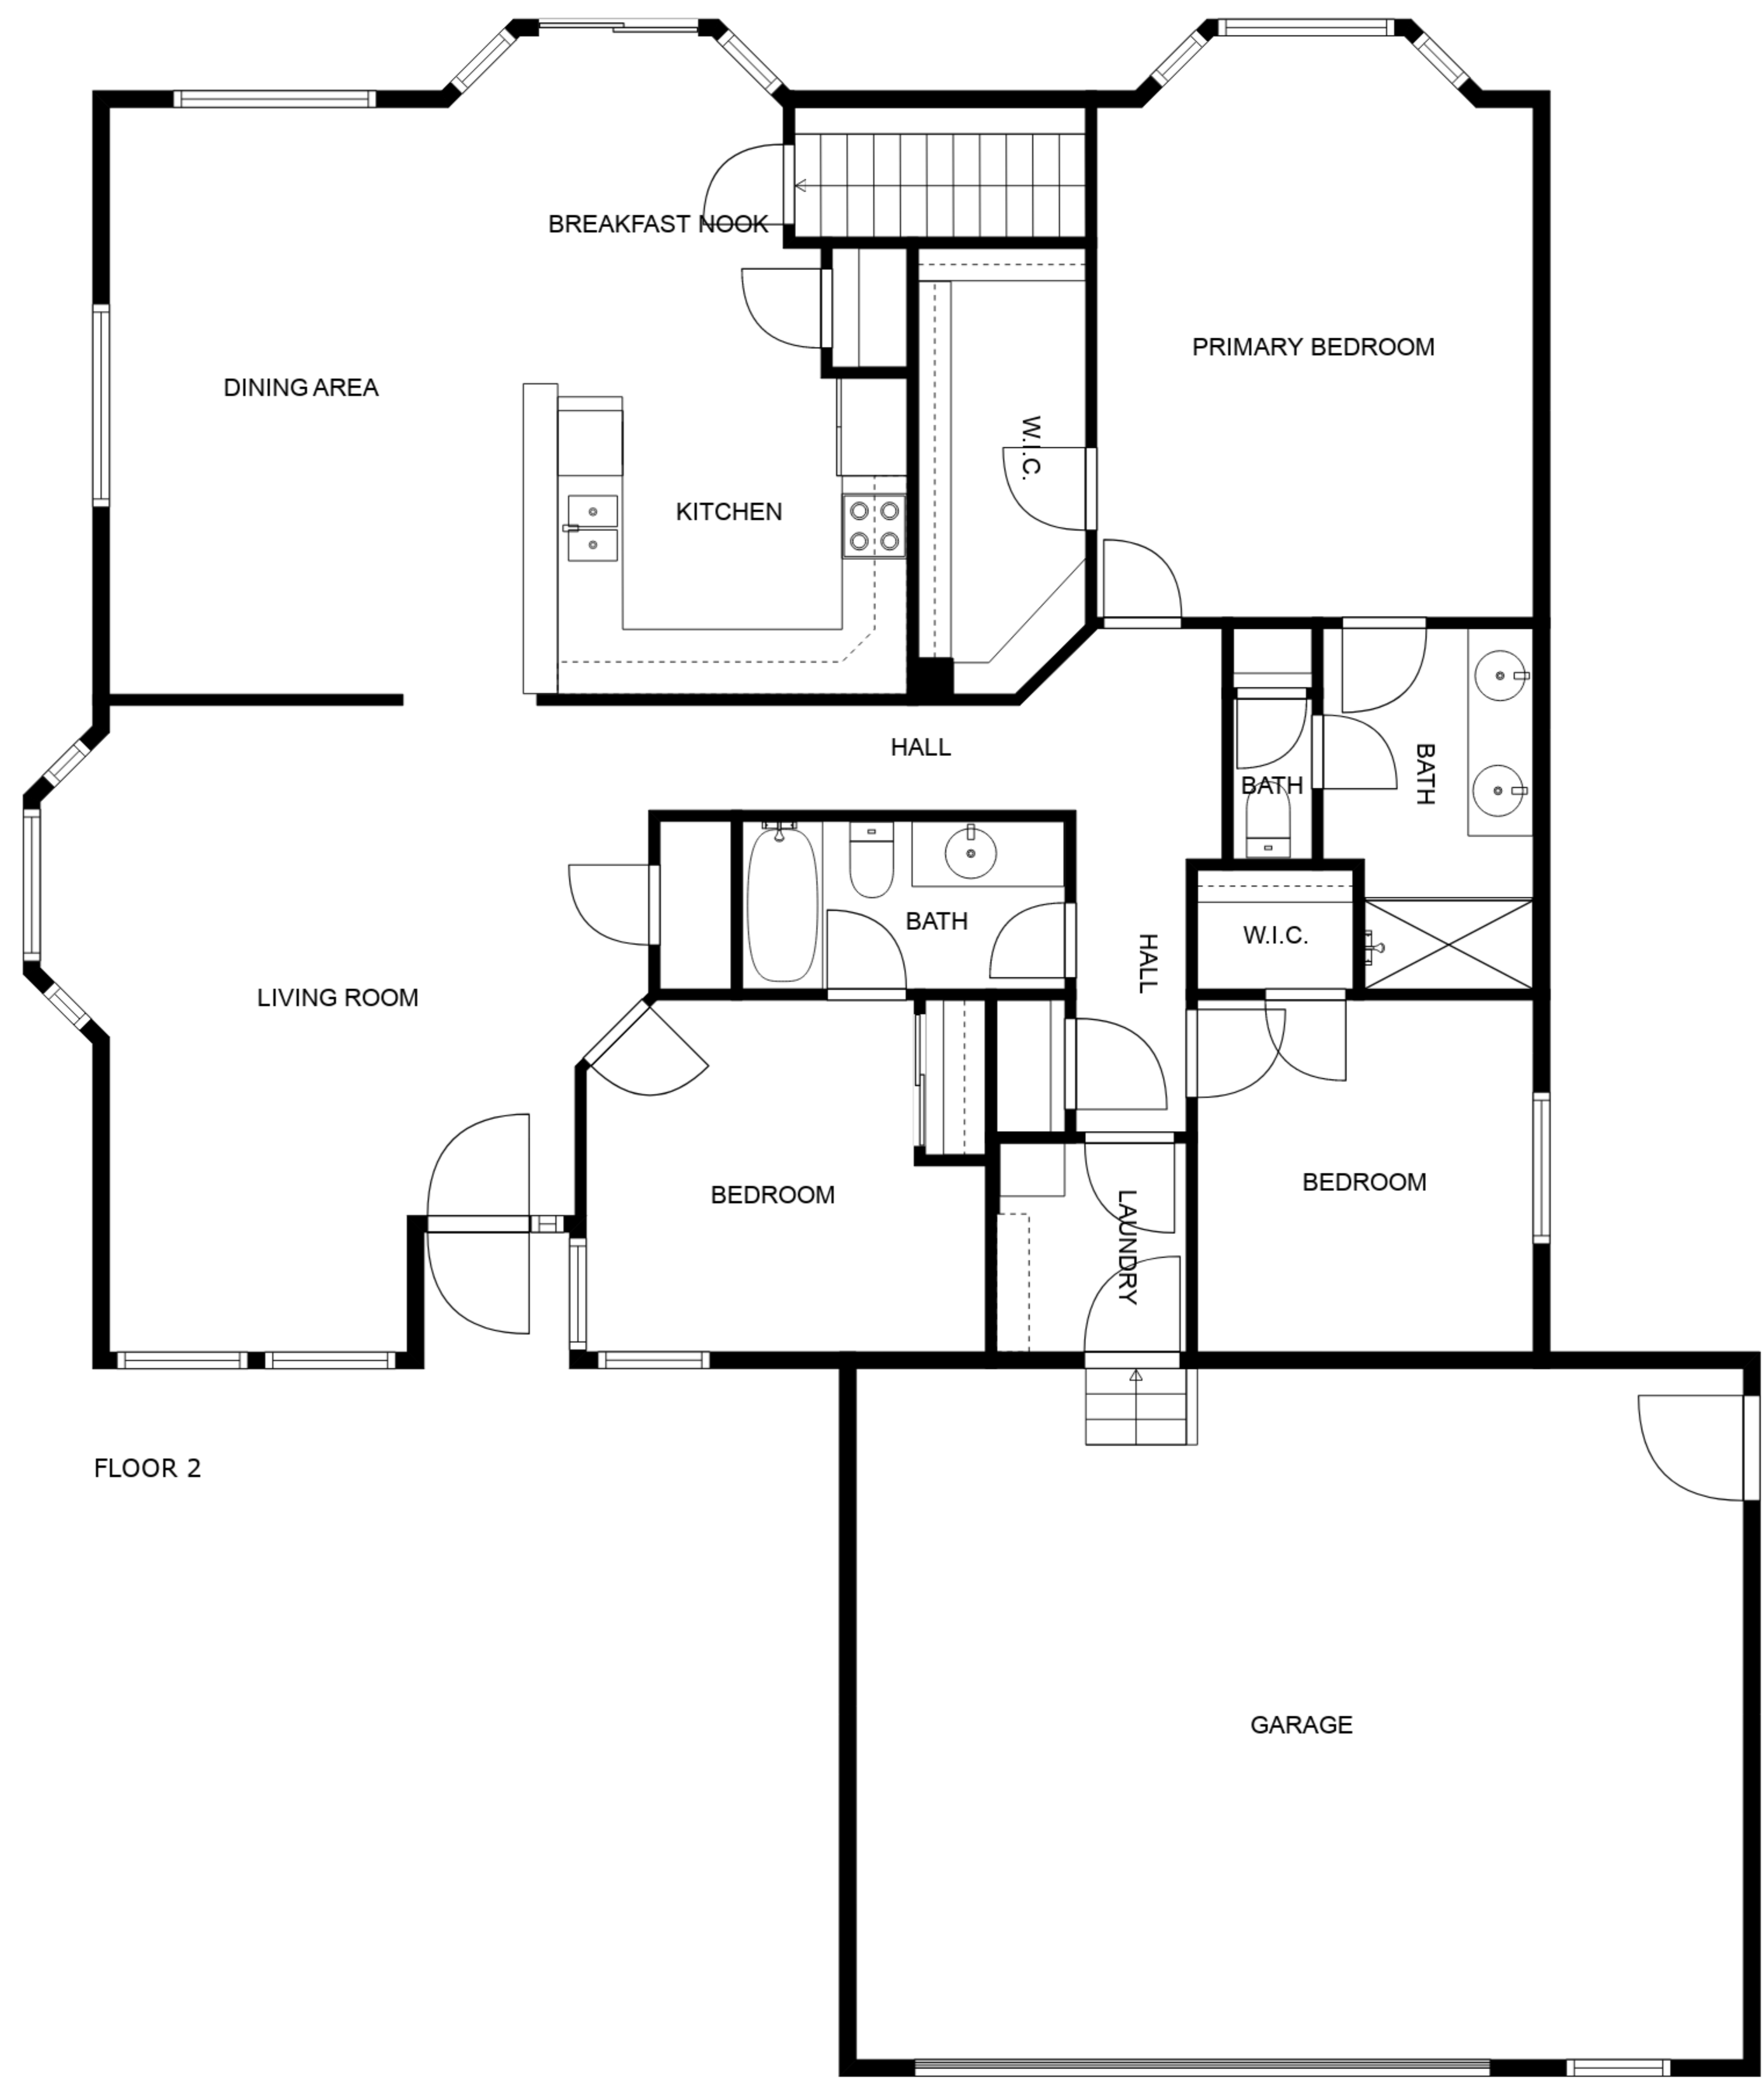 BREAKFAST NOOK
PRIMARY BEDROOM
DINING AREA
W.I.C.
KITCHEN
HALL
BATH
BATH
BATH
W.I.C.
HALL
LIVING ROOM
BEDROOM
BEDROOM
LAUNDRY
FLOOR 2
GARAGE